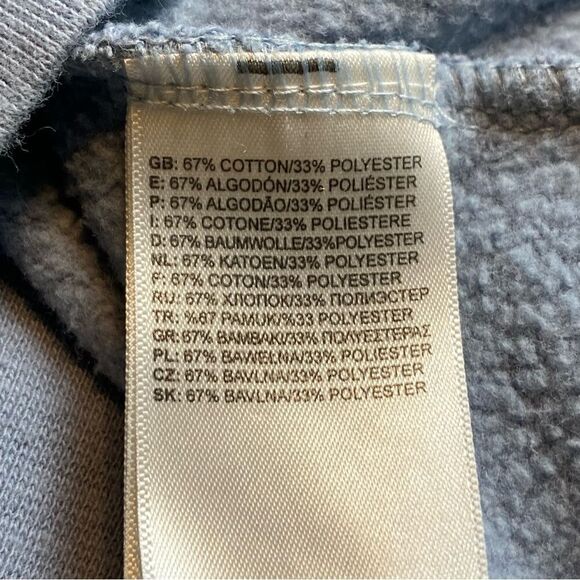 GB: 67% COTTON/33% POLYESTER
E: 67% ALGODÓN/33% POLIÉSTER
P: 67% ALGODÃO/33% POLIÉSTER
I: 67% COTONE/33% POLIESTERE
D: 67% BAUMWOLLE/33% POLYESTER
NL: 67% KATOEN/33% POLYESTER
F: 67% COTON/33% POLYESTER
RU: 67% ХЛОПОК/33% ПОЛИЭСТЕР
TR: %67 PAMUK/%33 POLYESTER
GR: 67% ΒΑΜΒΑΚΙ/33% ΠΟΛΥΕΣΤΕΡΑΣ
PL: 67% BAWEŁNA/33% POLYESTER
CZ: 67% BAVLNA/33% POLYESTER
SK: 67% BAVLNA/33% POLYESTER